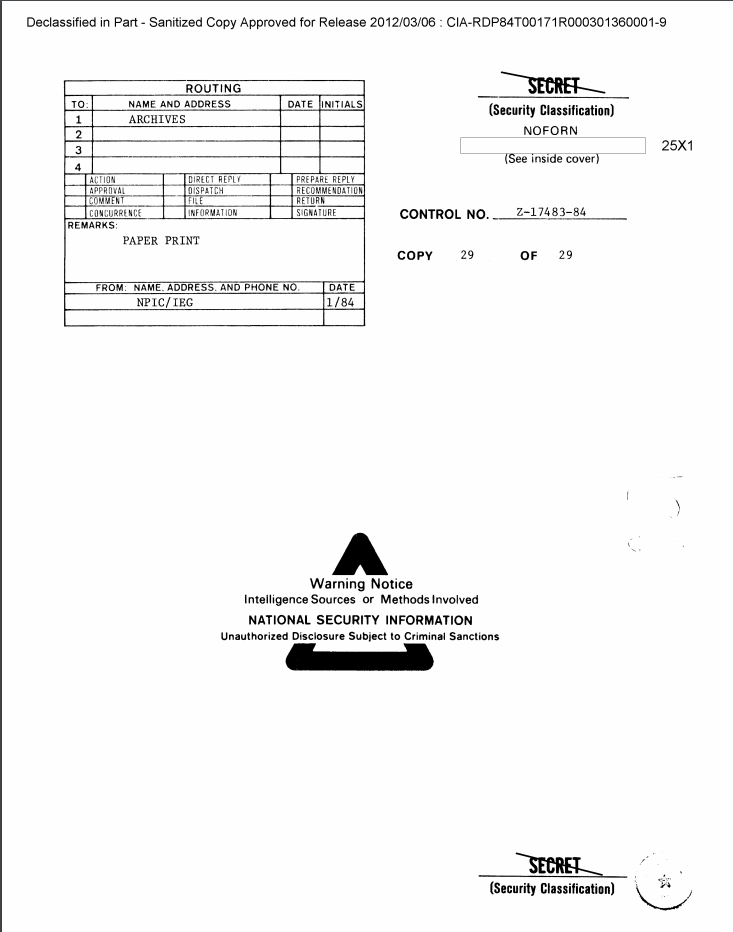 Declassified in Part - Sanitized Copy Approved for Release 2012/03/06 : CIA-RDP84T00171R000301360001-9
ROUTING
TO: NAME AND ADDRESS DATE INITIALS
1 ARCHIVES
2
3
4
ACTION DIRECT REPLY PREPARE REPLY
APPROVAL DISPATCH RECOMMENDATION
COMMENT FILE RETURN
CONCURRENCE INFORMATION SIGNATURE
REMARKS:
PAPER PRINT
FROM: NAME, ADDRESS, AND PHONE NO. DATE
NPIC/IEG 1/84
SECRET
(Security Classification)
NOFORN
25X1
(See inside cover)
CONTROL NO. Z-17483-84
COPY 29 OF 29
Warning Notice
Intelligence Sources or Methods Involved
NATIONAL SECURITY INFORMATION
Unauthorized Disclosure Subject to Criminal Sanctions
SECRET
(Security Classification)